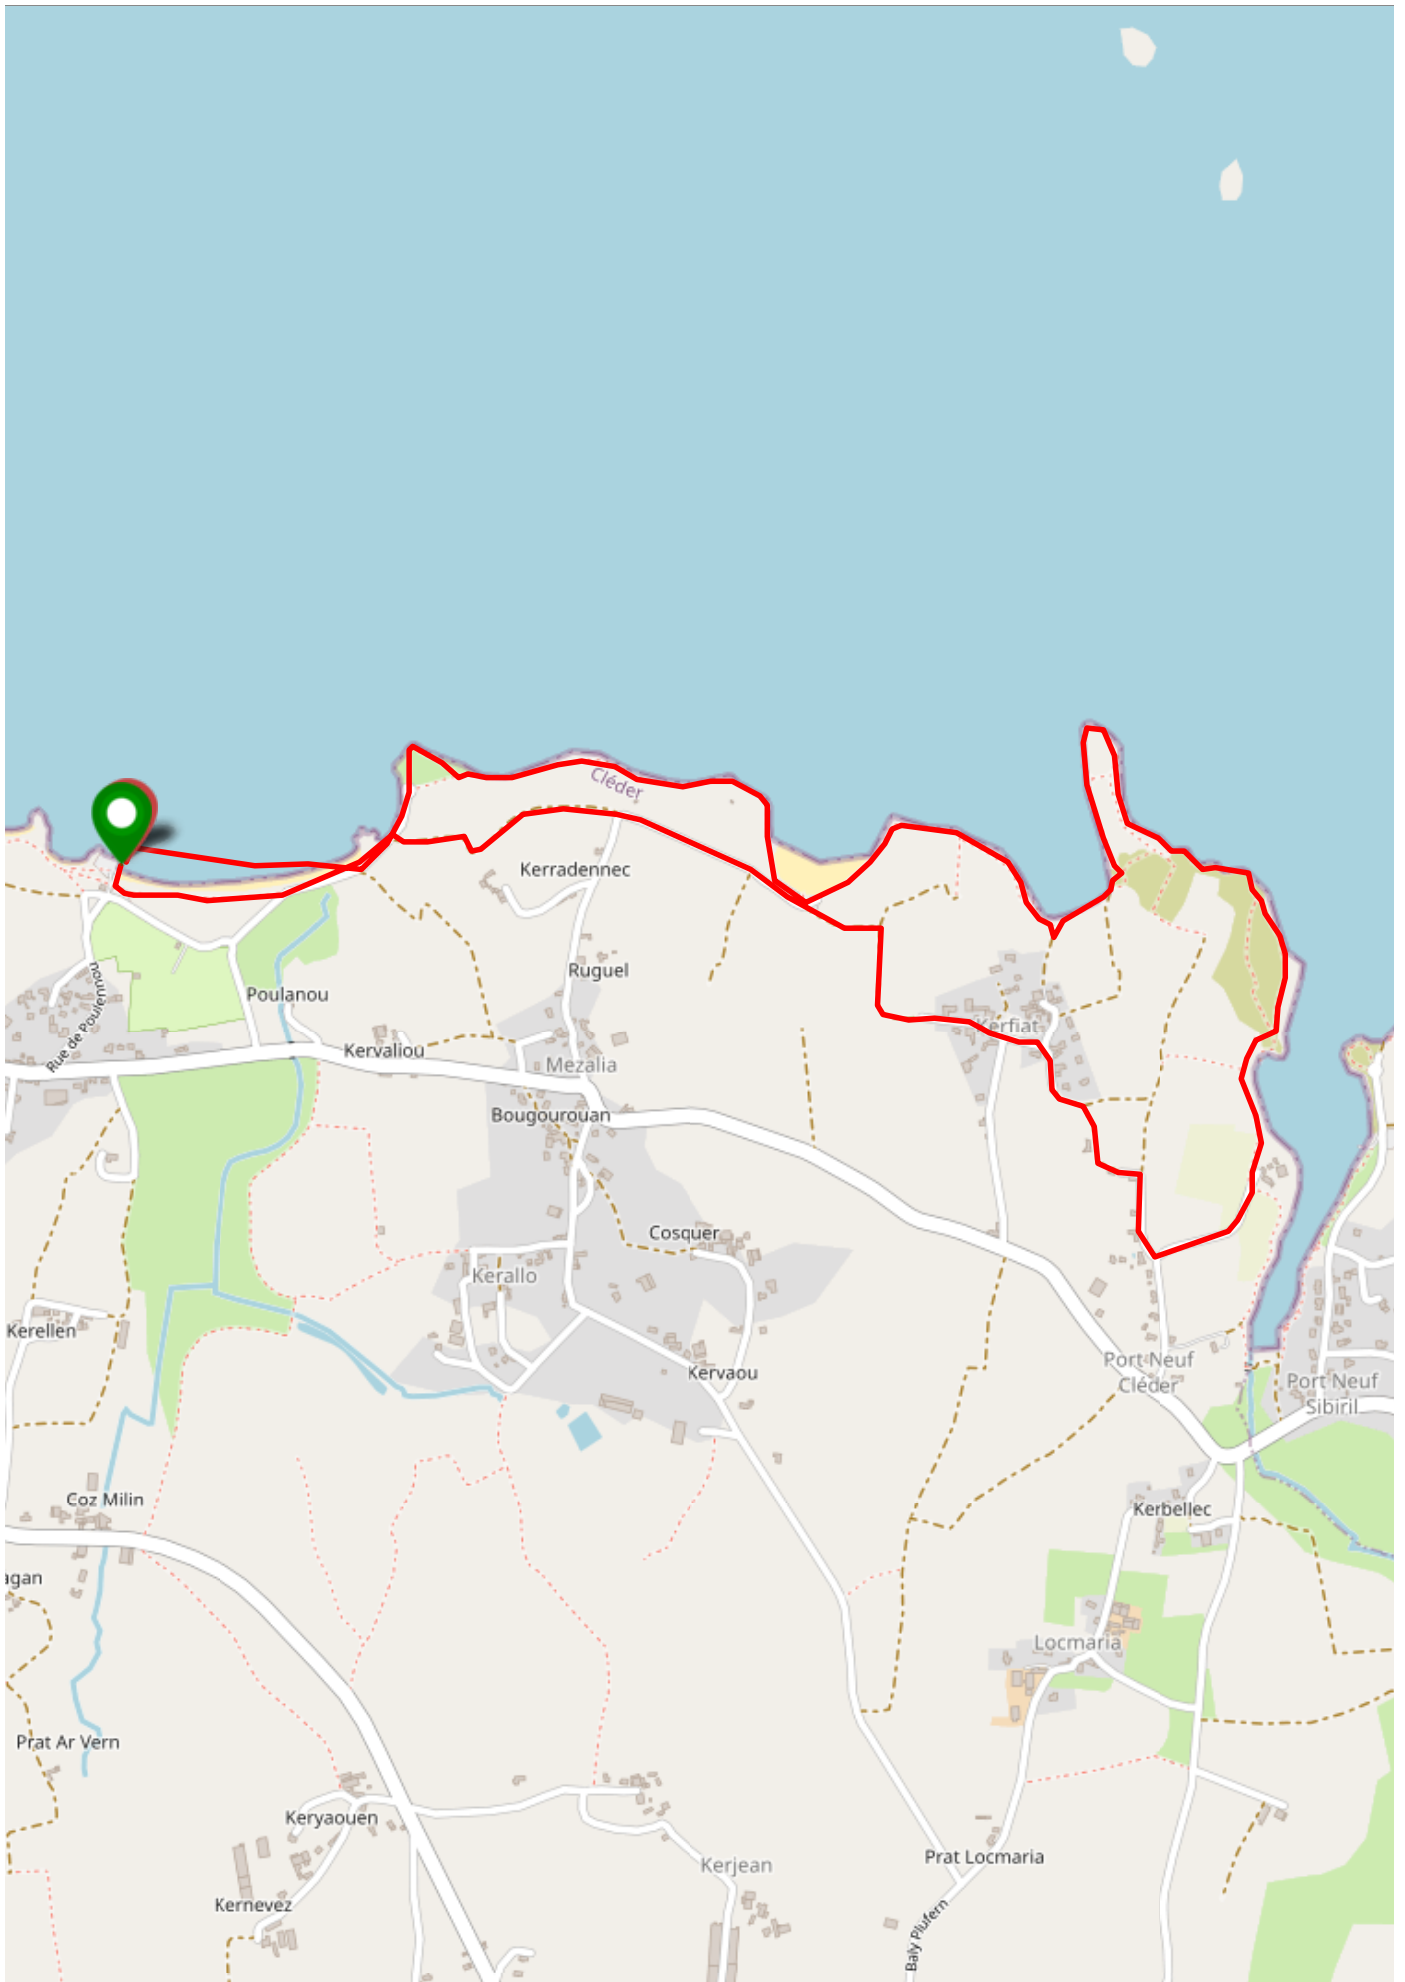 Cléder
Kerradennec
Ruguel
Rue de Poulennou
Poulanou
Kerfiat
Kervaliou
Mezalia
Bougourouan
Cosquer
Kerallo
Kerellen
Kervaou
Port Neuf
Cléder
Port Neuf
Sibiril
Coz Milin
Kerbellec
agan
Locmaria
Prat Ar Vern
Keryaouen
Prat Locmaria
Kerjean
Kernevez
Baly Plufern